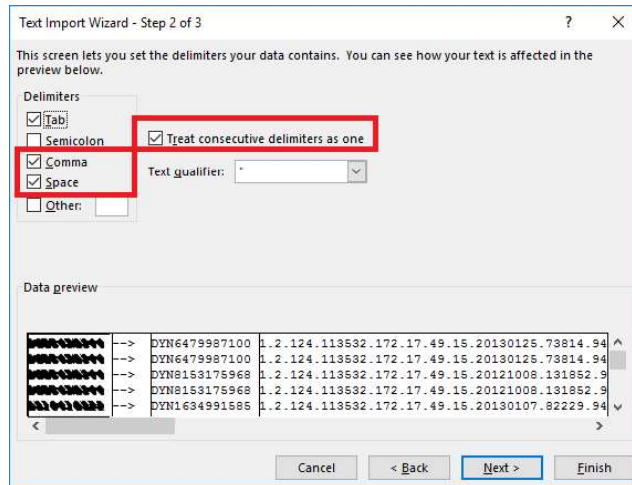 Text Import Wizard - Step 2 of 3 ? ×
This screen lets you set the delimiters your data contains. You can see how your text is affected in the
preview below.
Delimiters
Tab
Semicolon
Treat consecutive delimiters as one
Comma
Text qualifier: "
Space
Other:
Data preview
--> DYN6479987100 1.2.124.113532.172.17.49.15.20130125.73814.94
--> DYN6479987100 1.2.124.113532.172.17.49.15.20130125.73814.94
--> DYN8153175968 1.2.124.113532.172.17.49.15.20121008.131852.9
--> DYN8153175968 1.2.124.113532.172.17.49.15.20121008.131852.9
--> DYN1634991585 1.2.124.113532.172.17.49.15.20130107.82229.94
Cancel < Back Next > Finish